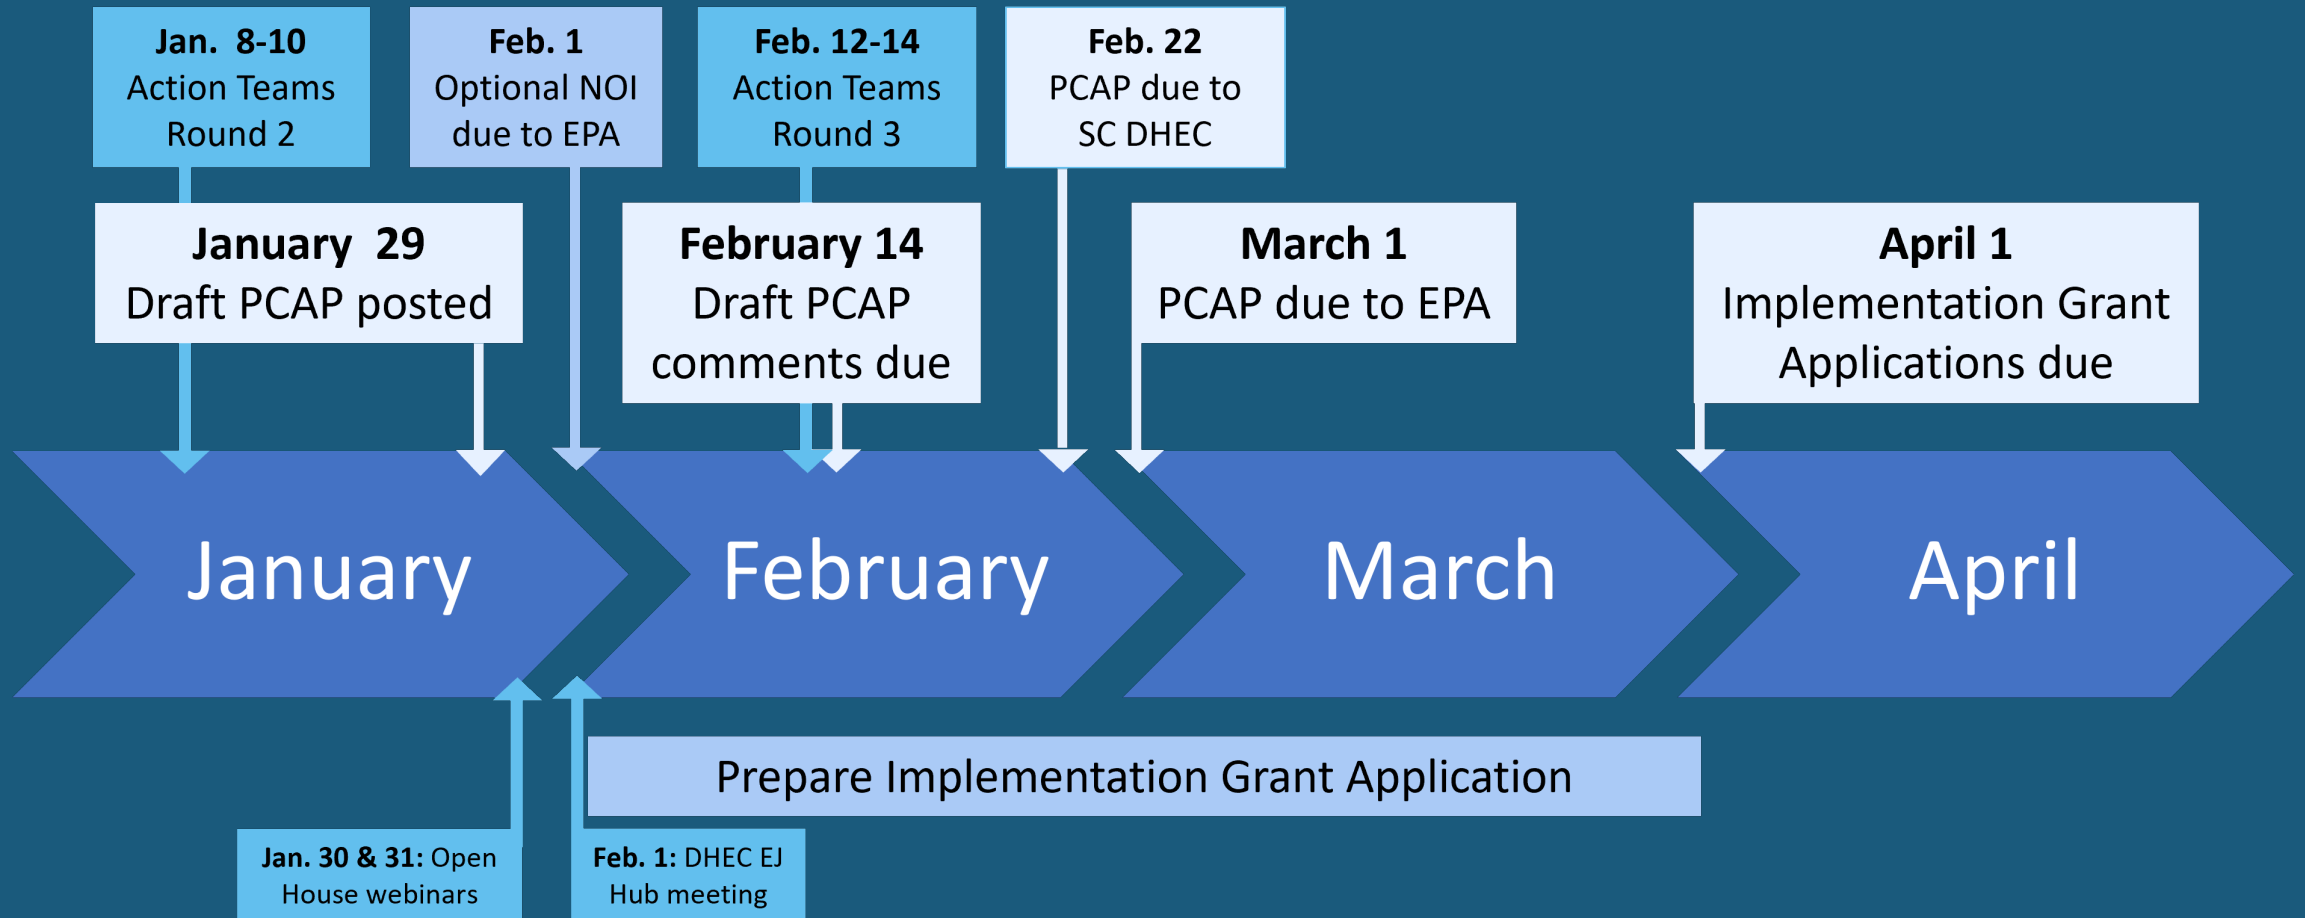 Jan. 8-10
Action Teams
Round 2
Feb. 1
Optional NOI
due to EPA
Feb. 12-14
Action Teams
Round 3
Feb. 22
PCAP due to
SC DHEC
January 29
Draft PCAP posted
February 14
Draft PCAP
comments due
March 1
PCAP due to EPA
April 1
Implementation Grant
Applications due
January
February
March
April
Prepare Implementation Grant Application
Jan. 30 & 31: Open
House webinars
Feb. 1: DHEC EJ
Hub meeting